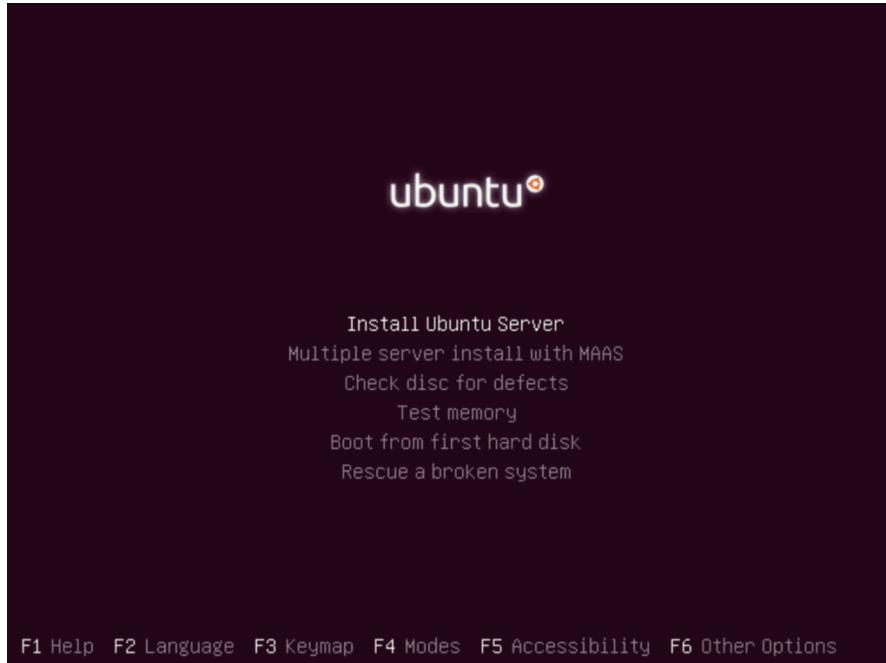 ubuntu
Install Ubuntu Server
Multiple server install with MAAS
Check disc for defects
Test memory
Boot from first hard disk
Rescue a broken system
F1 Help F2 Language F3 Keymap F4 Modes F5 Accessibility F6 Other Options